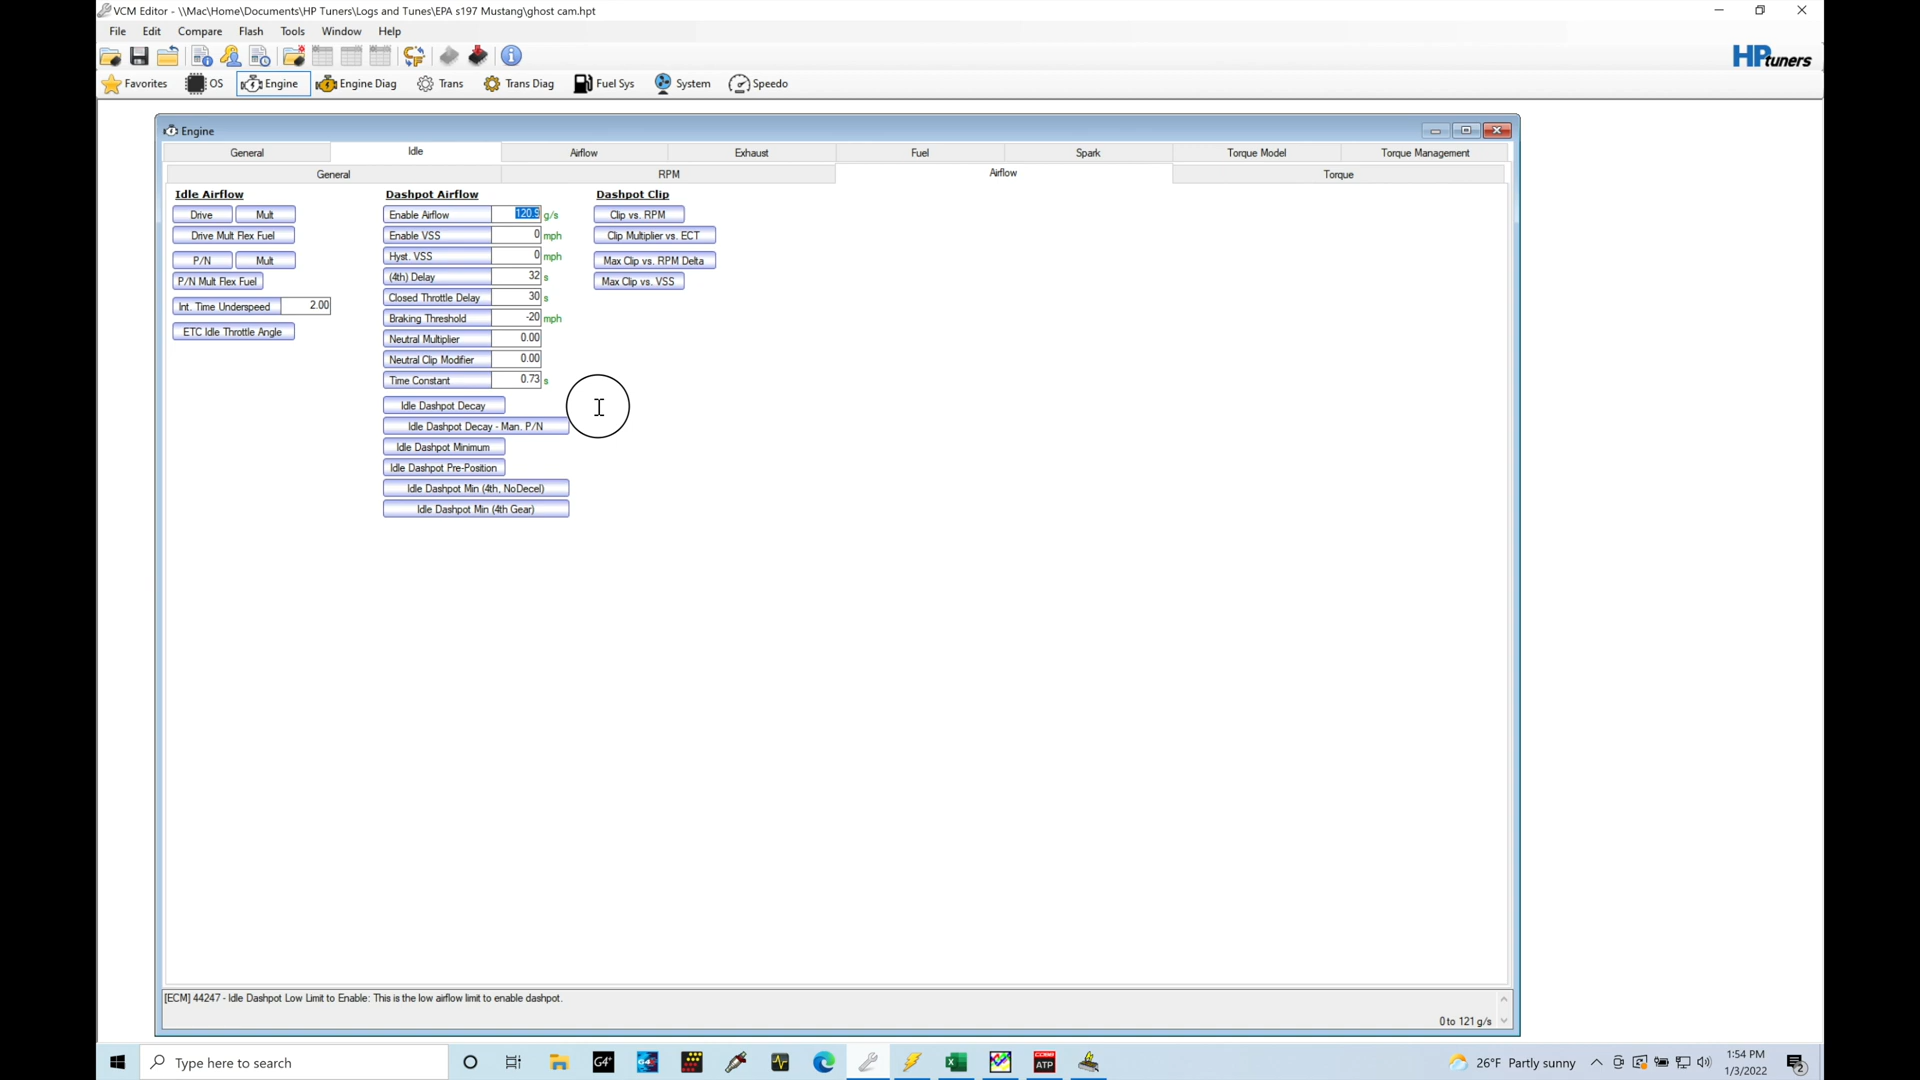 VCM Editor - \\Mac\Home\Documents\HP Tuners\Logs and Tunes\EPA s197 Mustang\ghost cam.hpt
File Edit Compare Flash Tools Window Help
HPtuners
Favorites OS Engine Engine Diag Trans Trans Diag Fuel Sys System Speedo
Engine
General Idle Airflow Exhaust Fuel Spark Torque Model Torque Management
General RPM Airflow Torque
Idle Airflow
Drive Mult
Drive Mult Flex Fuel
P/N Mult
P/N Mult Flex Fuel
Int. Time Underspeed 2.00
ETC Idle Throttle Angle
Dashpot Airflow
Enable Airflow 120.9 g/s
Enable VSS 0 mph
Hyst. VSS 0 mph
(4th) Delay 32 s
Closed Throttle Delay 30 s
Braking Threshold -20 mph
Neutral Multiplier 0.00
Neutral Clip Modifier 0.00
Time Constant 0.73 s
Idle Dashpot Decay
Idle Dashpot Decay - Man. P/N
Idle Dashpot Minimum
Idle Dashpot Pre-Position
Idle Dashpot Min (4th, NoDecel)
Idle Dashpot Min (4th Gear)
Dashpot Clip
Clip vs. RPM
Clip Multiplier vs. ECT
Max Clip vs. RPM Delta
Max Clip vs. VSS
[ECM] 44247 - Idle Dashpot Low Limit to Enable: This is the low airflow limit to enable dashpot.
0 to 121 g/s
Type here to search
G4+
G4X
COBB
ATP
26°F Partly sunny
1:54 PM
1/3/2022
2